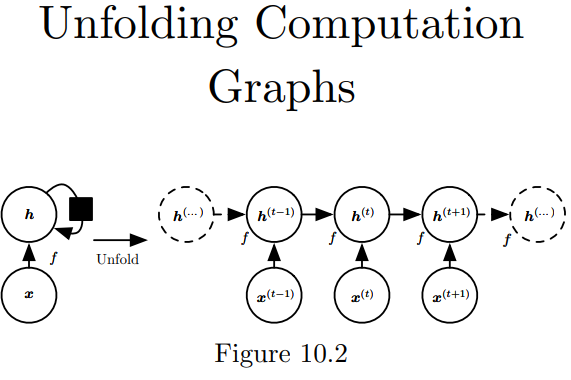 Unfolding Computation
Graphs
h
h^(...) h^(t−1) h^(t) h^(t+1) h^(...)
f f f f
f
Unfold
x
x^(t−1) x^(t) x^(t+1)
Figure 10.2